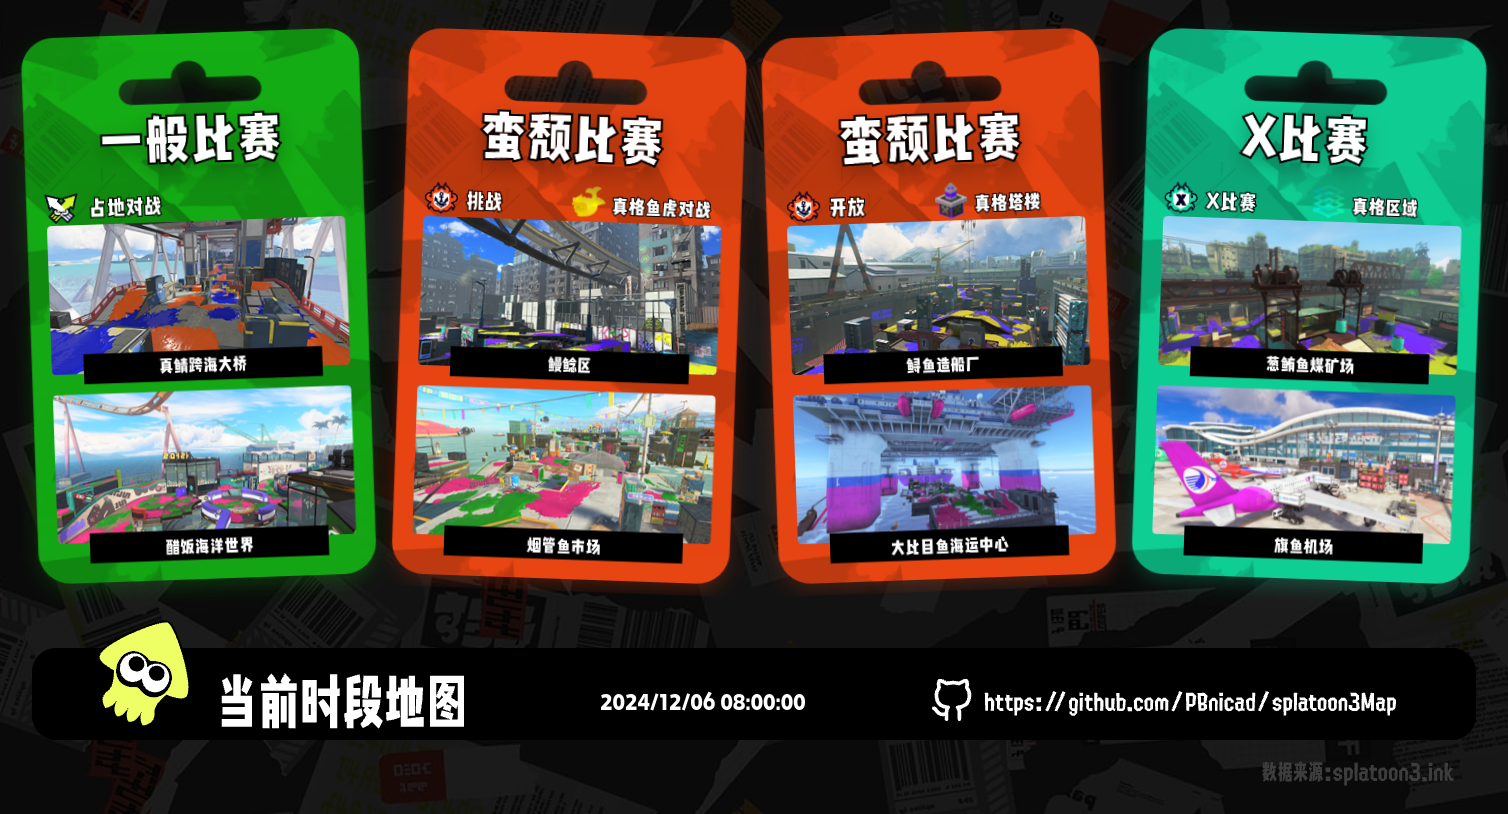 一般比赛
占地对战
真鲭跨海大桥
醋饭海洋世界
蛮颓比赛
挑战
真格鱼虎对战
鳗鲶区
烟管鱼市场
蛮颓比赛
开放
真格塔楼
鲟鱼造船厂
大比目鱼海运中心
X比赛
X比赛
真格区域
葱鲔鱼煤矿场
旗鱼机场
当前时段地图
2024/12/06 08:00:00
https://github.com/PBnicad/splatoon3Map
数据来源:splatoon3.ink